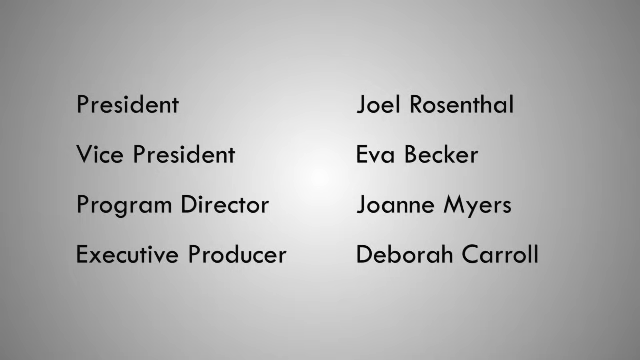 President Joel Rosenthal
Vice President Eva Becker
Program Director Joanne Myers
Executive Producer Deborah Carroll